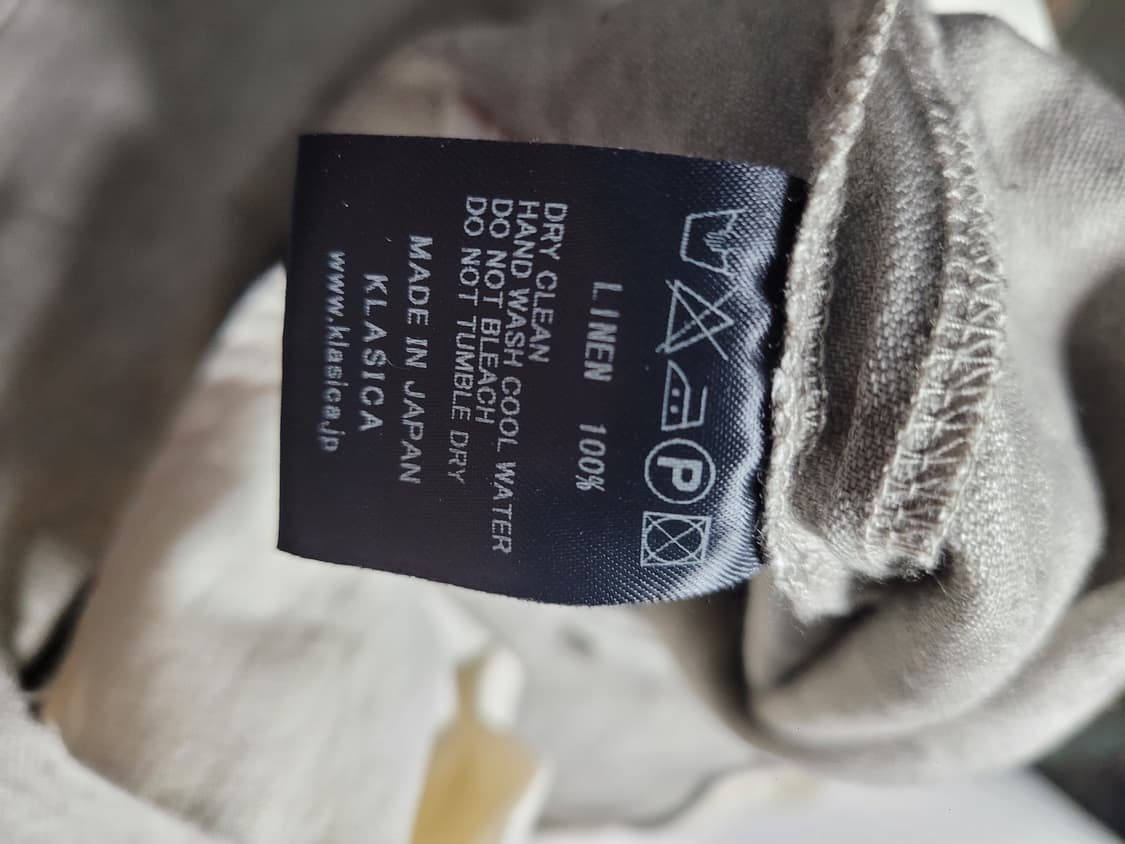 P
LINEN 100%
DRY CLEAN
HAND WASH COOL WATER
DO NOT BLEACH
DO NOT TUMBLE DRY
MADE IN JAPAN
KLASICA
www.klasica.jp